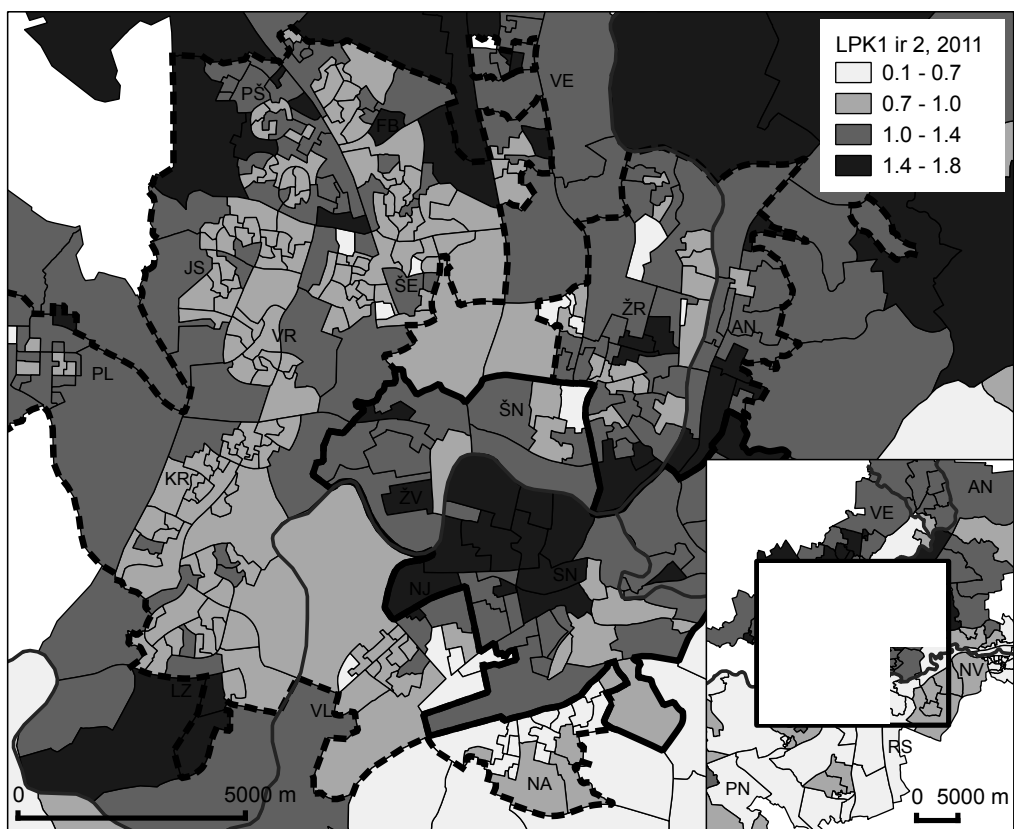 LPK1 ir 2, 2011
0.1 - 0.7
0.7 - 1.0
1.0 - 1.4
1.4 - 1.8
VE
PŠ
FB
JS
ŠE
VR
ŽR
AN
PL
ŠN
KR
ŽV
NJ
SN
LZ
VL
NA
0
5000 m
VE
AN
NV
RS
PN
0
5000 m